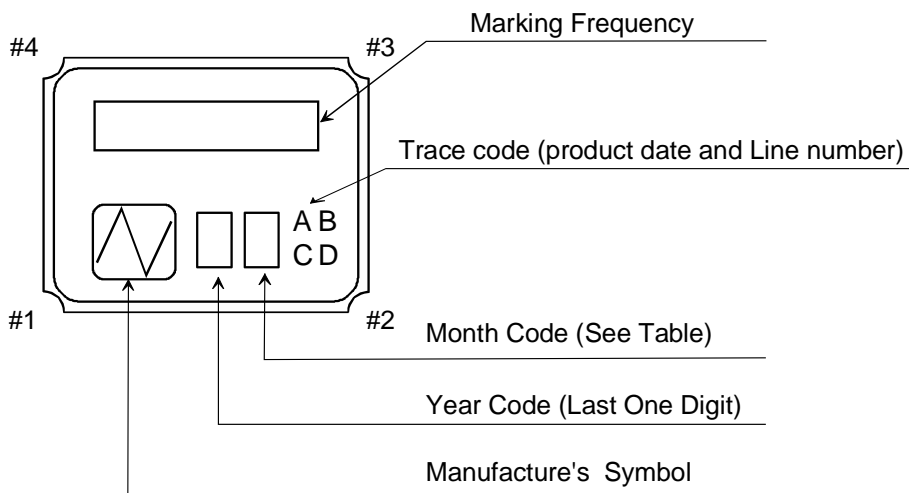 Marking Frequency
#4
#3
Trace code (product date and Line number)
A B
C D
#1
#2
Month Code (See Table)
Year Code (Last One Digit)
Manufacture's Symbol